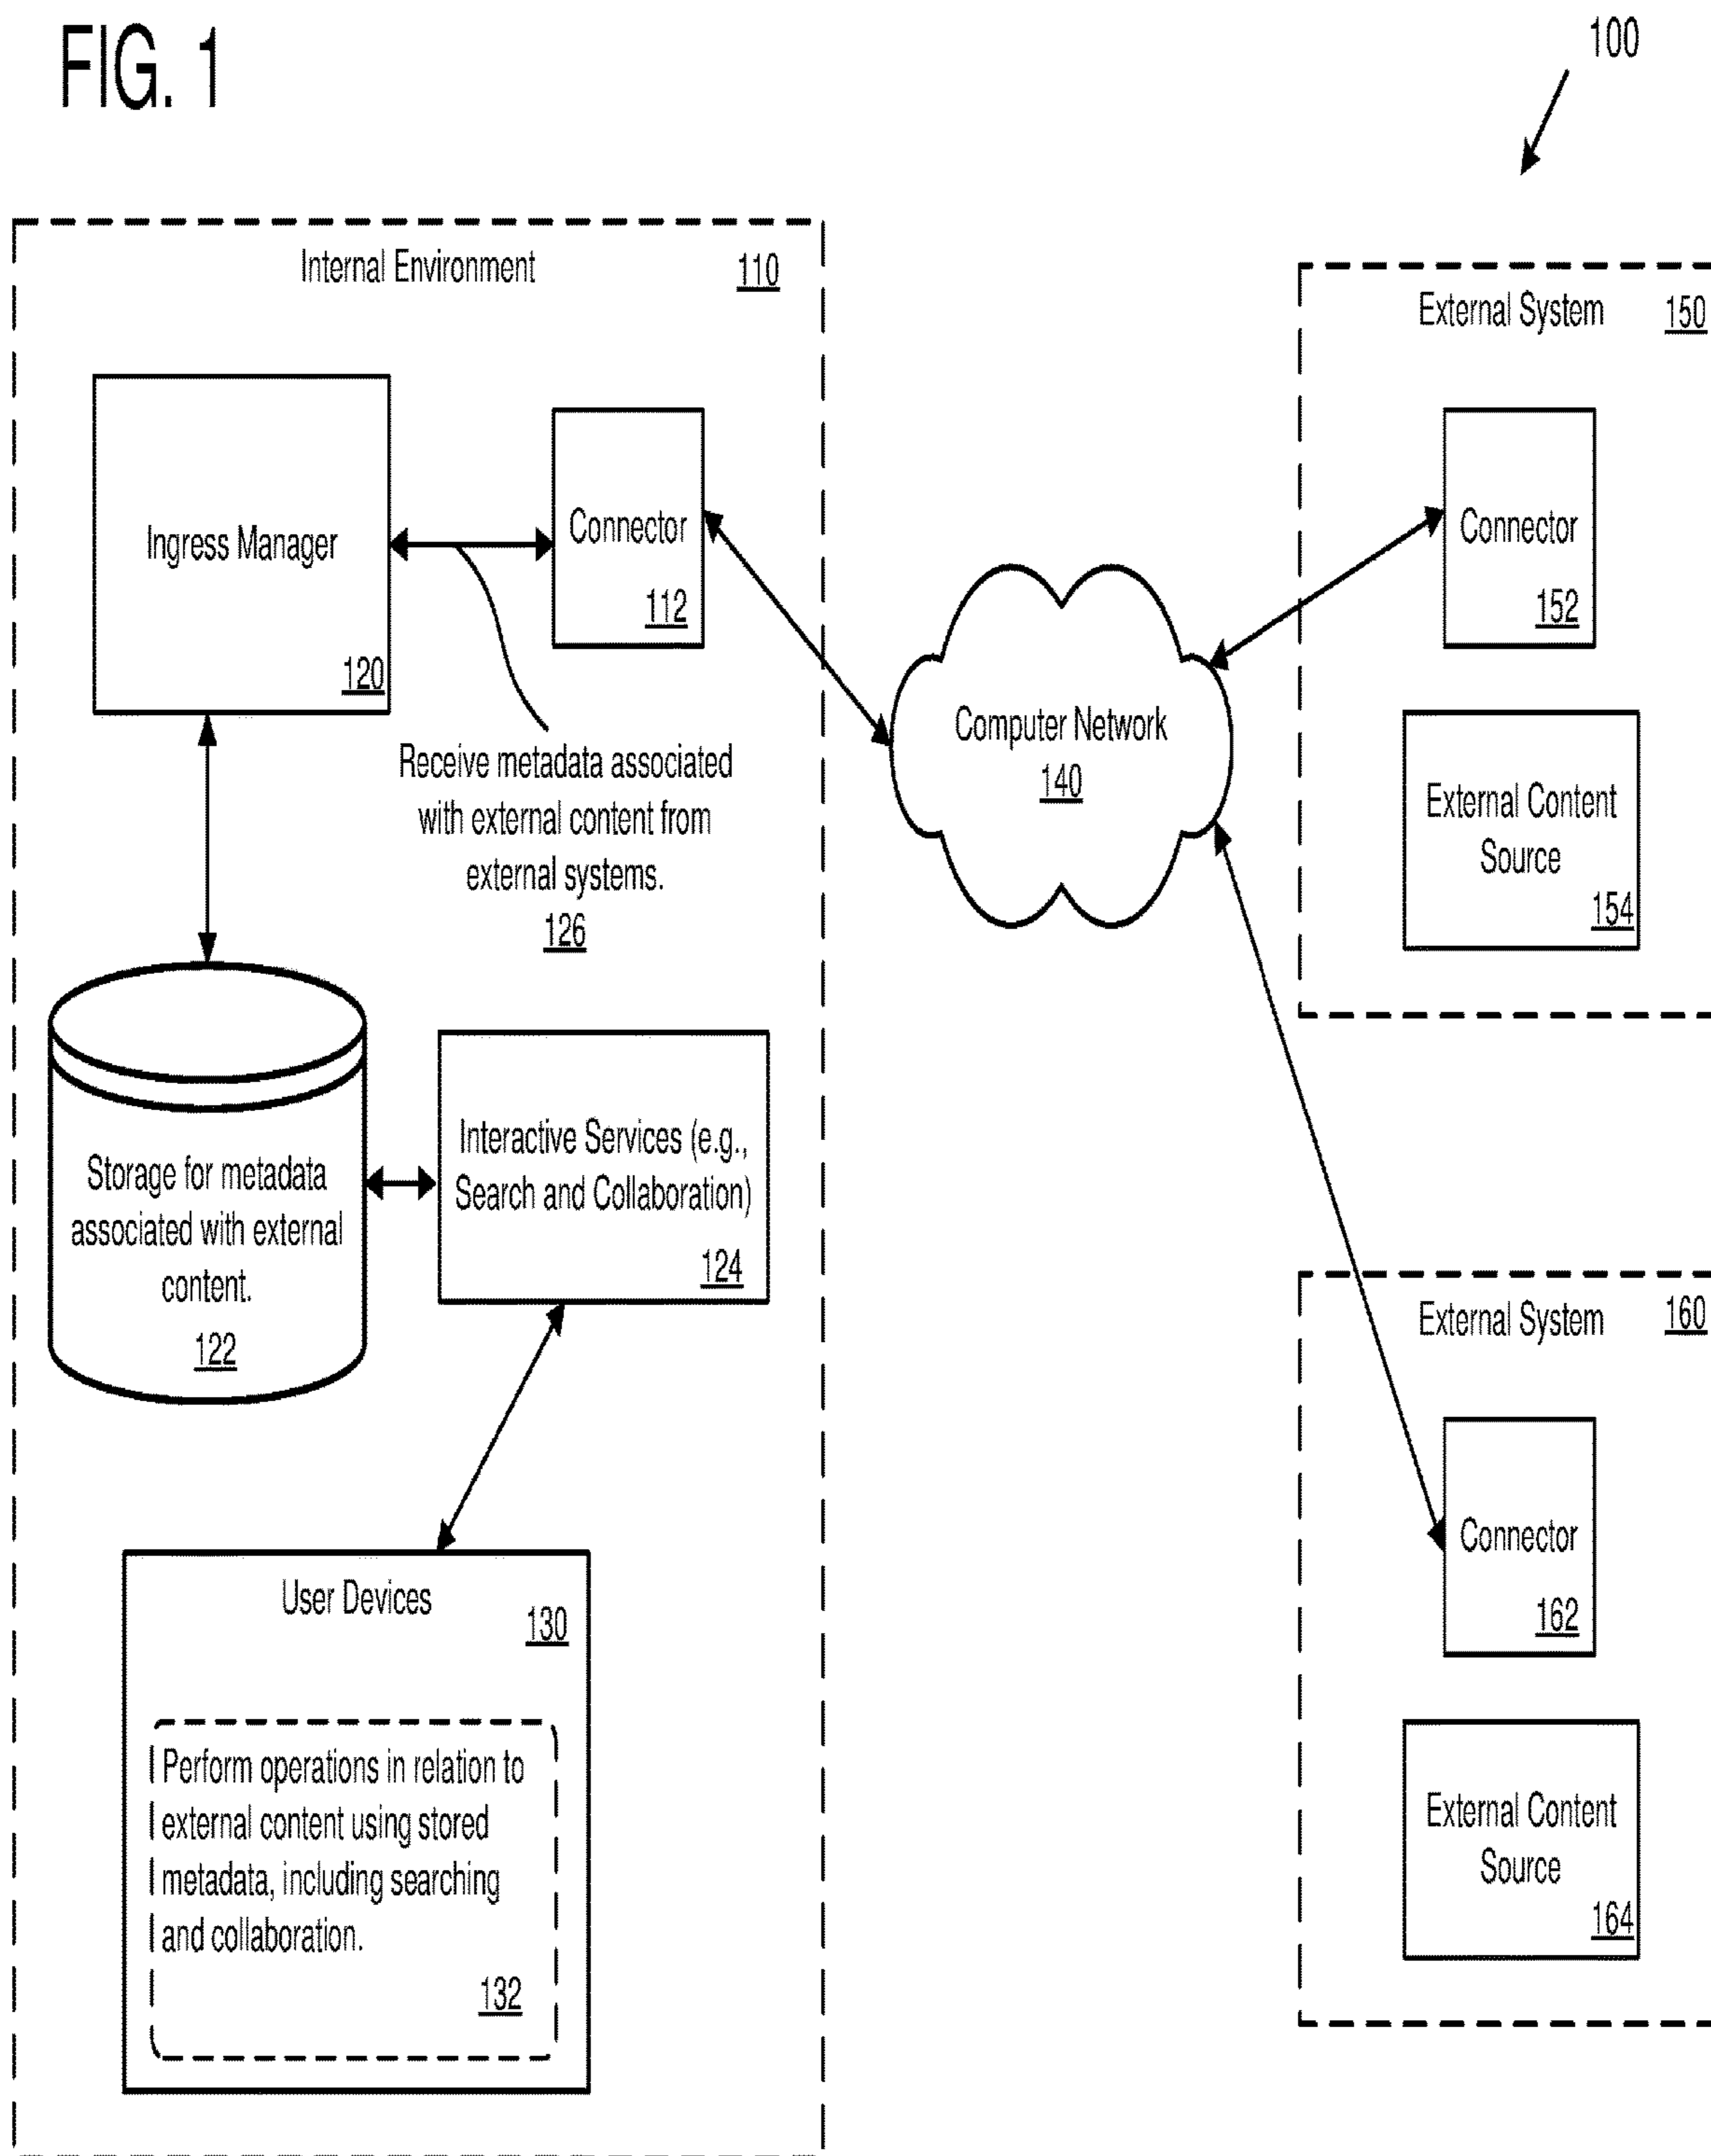 FIG. 1
100
Internal Environment
110
Ingress Manager
120
Connector
112
Receive metadata associated
with external content from
external systems.
126
Storage for metadata
associated with external
content.
122
Interactive Services (e.g.,
Search and Collaboration)
124
User Devices
130
Perform operations in relation to
external content using stored
metadata, including searching
and collaboration.
132
Computer Network
140
External System
150
Connector
152
External Content
Source
154
External System
160
Connector
162
External Content
Source
164